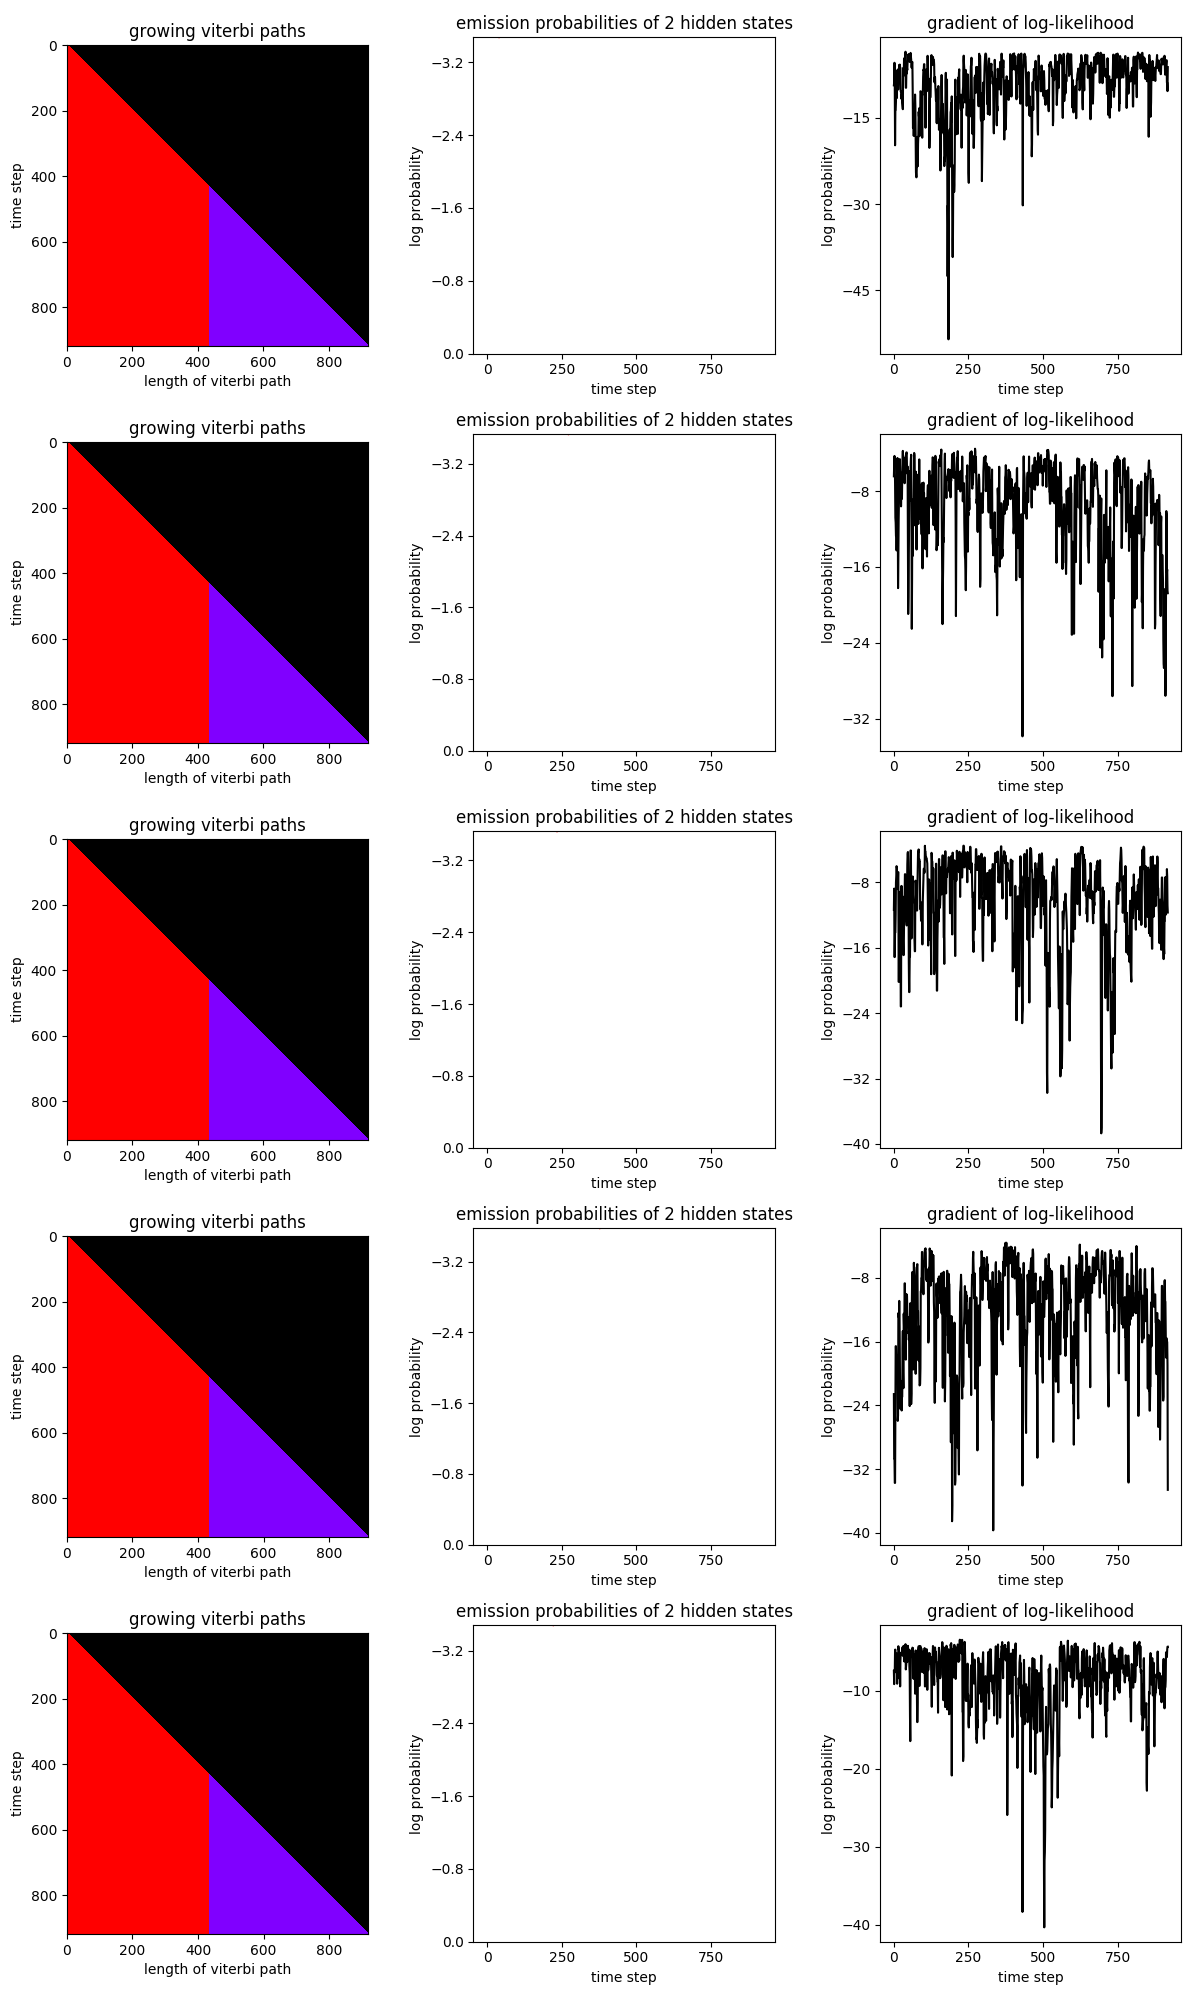 growing viterbi paths
emission probabilities of 2 hidden states
gradient of log-likelihood
0
200
400
600
800
time step
0 200 400 600 800
length of viterbi path
−3.2
−2.4
−1.6
−0.8
0.0
log probability
0 250 500 750
time step
−15
−30
−45
log probability
0 250 500 750
time step
growing viterbi paths
emission probabilities of 2 hidden states
gradient of log-likelihood
0
200
400
600
800
time step
0 200 400 600 800
length of viterbi path
−3.2
−2.4
−1.6
−0.8
0.0
log probability
0 250 500 750
time step
−8
−16
−24
−32
log probability
0 250 500 750
time step
growing viterbi paths
emission probabilities of 2 hidden states
gradient of log-likelihood
0
200
400
600
800
time step
0 200 400 600 800
length of viterbi path
−3.2
−2.4
−1.6
−0.8
0.0
log probability
0 250 500 750
time step
−8
−16
−24
−32
−40
log probability
0 250 500 750
time step
growing viterbi paths
emission probabilities of 2 hidden states
gradient of log-likelihood
0
200
400
600
800
time step
0 200 400 600 800
length of viterbi path
−3.2
−2.4
−1.6
−0.8
0.0
log probability
0 250 500 750
time step
−8
−16
−24
−32
−40
log probability
0 250 500 750
time step
growing viterbi paths
emission probabilities of 2 hidden states
gradient of log-likelihood
0
200
400
600
800
time step
0 200 400 600 800
length of viterbi path
−3.2
−2.4
−1.6
−0.8
0.0
log probability
0 250 500 750
time step
−10
−20
−30
−40
log probability
0 250 500 750
time step